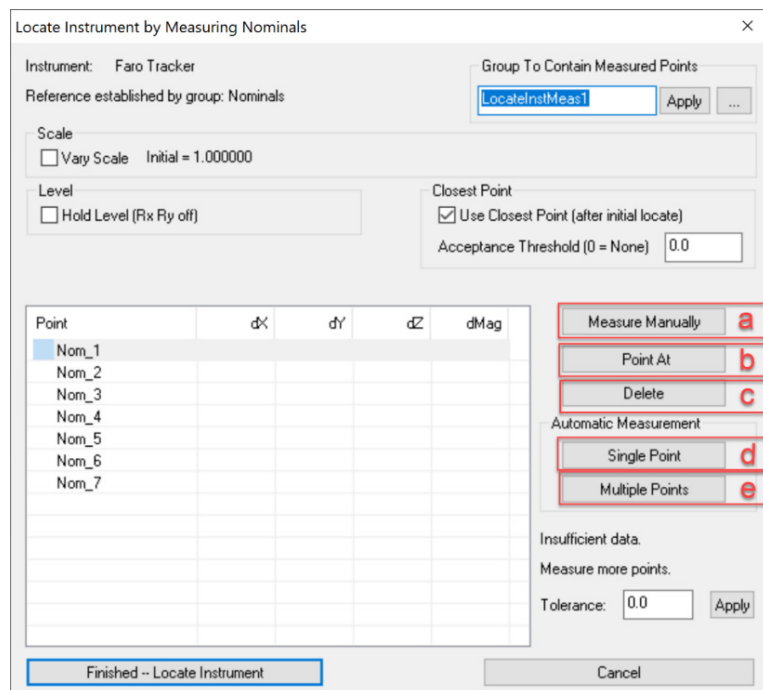 Locate Instrument by Measuring Nominals
Instrument: Faro Tracker
Reference established by group: Nominals
Group To Contain Measured Points
LocateInstMeas1 Apply ...
Scale
Vary Scale Initial = 1.000000
Level
Hold Level (Rx Ry off)
Closest Point
Use Closest Point (after initial locate)
Acceptance Threshold (0 = None) 0.0
Point dX dY dZ dMag
Nom_1
Nom_2
Nom_3
Nom_4
Nom_5
Nom_6
Nom_7
Measure Manually a
Point At b
Delete c
Automatic Measurement
Single Point d
Multiple Points e
Insufficient data.
Measure more points.
Tolerance: 0.0 Apply
Finished -- Locate Instrument Cancel